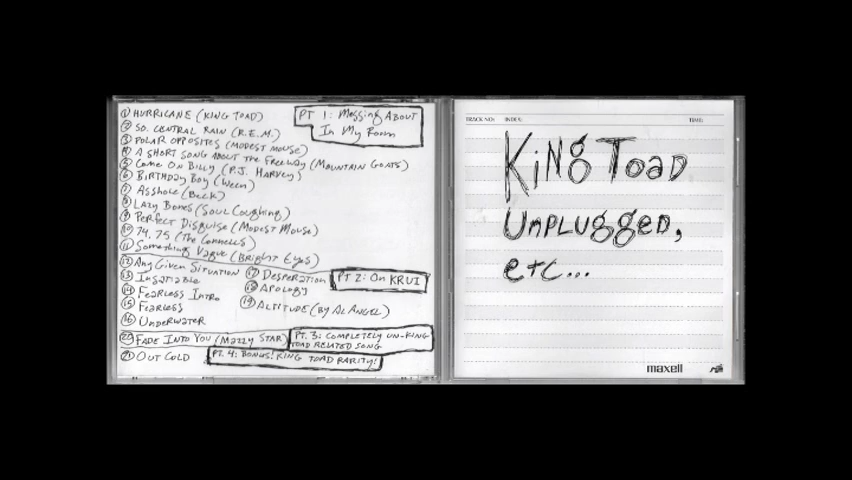 ① HURRICANE (KING TOAD)
② SO. CENTRAL RAIN (R.E.M.)
③ POLAR OPPOSITES (MODEST MOUSE)
④ A SHORT SONG ABOUT THE FREEWAY (MOUNTAIN GOATS)
⑤ COME ON BILLY (P.J. HARVEY)
⑥ BIRTHDAY BOY (Ween)
⑦ ASSHOLE (BECK)
⑧ LAZY BONES (SOUL COUGHING)
⑨ PERFECT DISGUISE (MODEST MOUSE)
⑩ 74, 75 (THE CONNELLS)
⑪ SOMETHING VAGUE (BRIGHT EYES)
PT 1: Messing About
In My Room
⑫ ANY GIVEN SITUATION
⑬ INSATIABLE
⑭ FEARLESS INTRO
⑮ FEARLESS
⑯ UNDERWATER
⑰ DESPERATION
⑱ APOLOGY
⑲ ALTITUDE (BY AL ANGEL)
PT 2: ON KRUI
⑳ FADE INTO YOU (MAZZY STAR)
PT. 3: COMPLETELY UN-KING
TOAD RELATED SONG
㉑ OUT COLD
PT. 4: BONUS! KING TOAD RARITY!
TRACK NO. INDEX TIME
KING TOAD
UNPLUGGED,
etc...
maxell